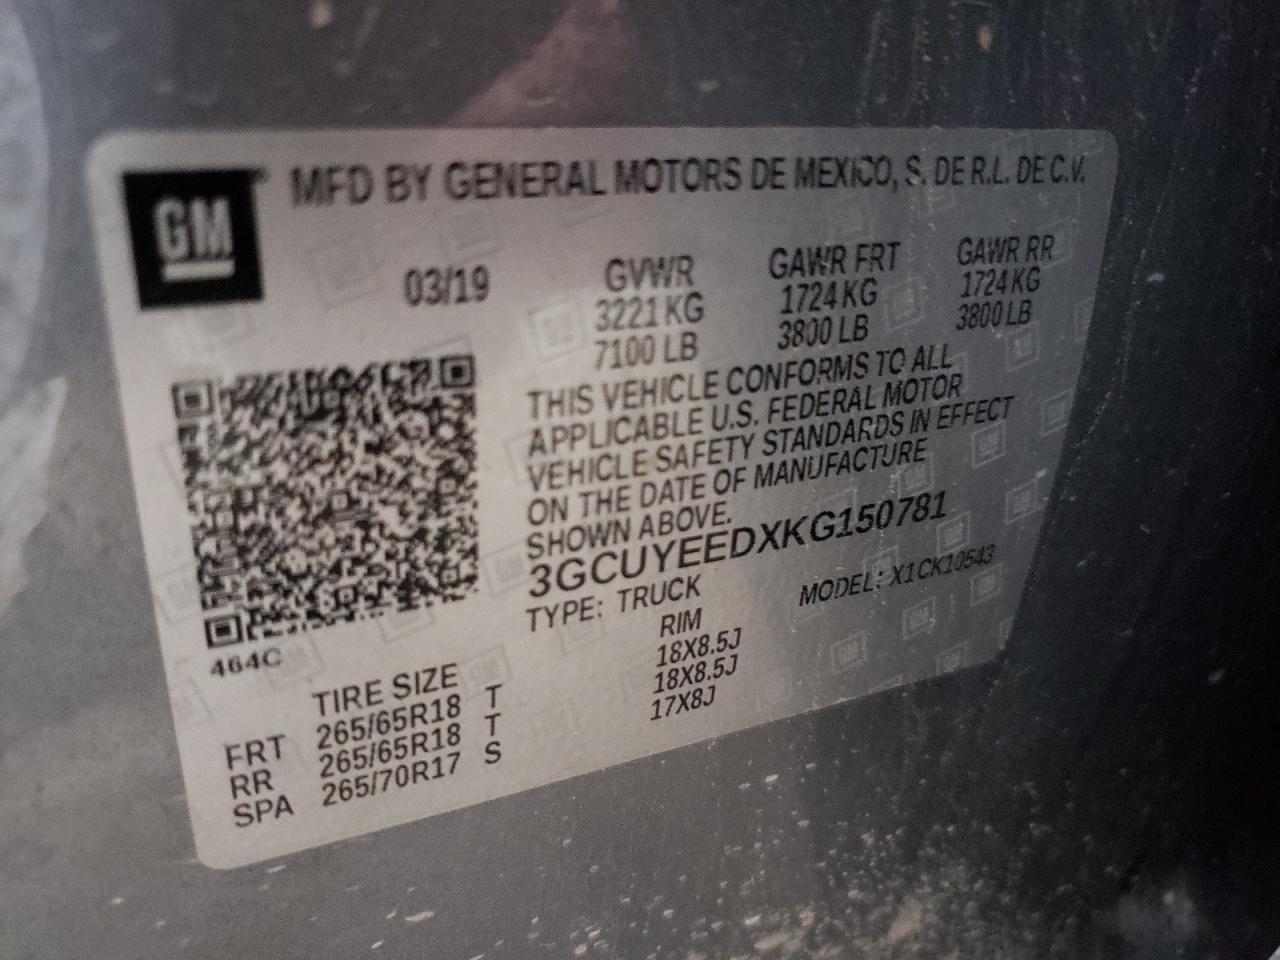 GM
MFD BY GENERAL MOTORS DE MEXICO, S. DE R.L. DE C.V.
03/19
GVWR
3221 KG
7100 LB
GAWR FRT
1724 KG
3800 LB
GAWR RR
1724 KG
3800 LB
THIS VEHICLE CONFORMS TO ALL
APPLICABLE U.S. FEDERAL MOTOR
VEHICLE SAFETY STANDARDS IN EFFECT
ON THE DATE OF MANUFACTURE
SHOWN ABOVE.
3GCUYEEDXKG150781
TYPE: TRUCK MODEL: X1CK10543
464C
TIRE SIZE RIM
FRT 265/65R18 T 18X8.5J
RR 265/65R18 T 18X8.5J
SPA 265/70R17 S 17X8J